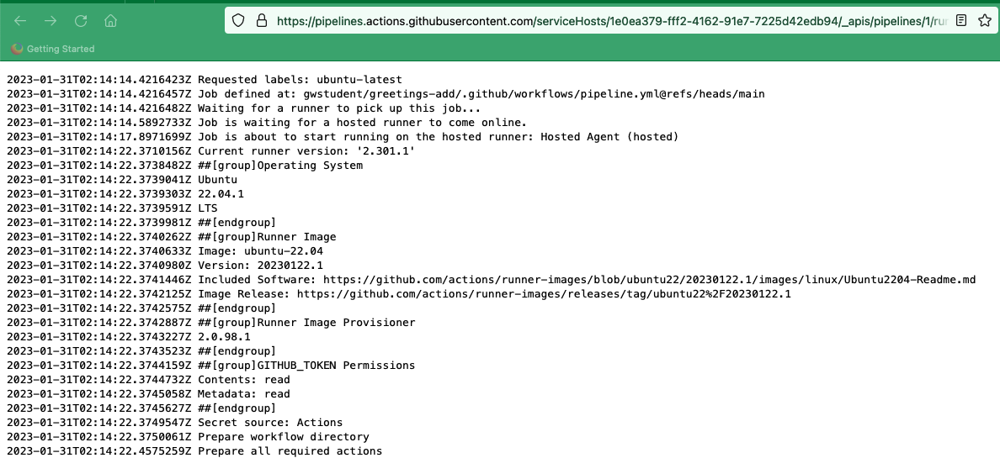 https://pipelines.actions.githubusercontent.com/serviceHosts/1e0ea379-fff2-4162-91e7-7225d42edb94/_apis/pipelines/1/run
Getting Started
2023-01-31T02:14:14.4216423Z Requested labels: ubuntu-latest
2023-01-31T02:14:14.4216457Z Job defined at: gwstudent/greetings-add/.github/workflows/pipeline.yml@refs/heads/main
2023-01-31T02:14:14.4216482Z Waiting for a runner to pick up this job...
2023-01-31T02:14:14.5892733Z Job is waiting for a hosted runner to come online.
2023-01-31T02:14:17.8971699Z Job is about to start running on the hosted runner: Hosted Agent (hosted)
2023-01-31T02:14:22.3710156Z Current runner version: '2.301.1'
2023-01-31T02:14:22.3738482Z ##[group]Operating System
2023-01-31T02:14:22.3739041Z Ubuntu
2023-01-31T02:14:22.3739303Z 22.04.1
2023-01-31T02:14:22.3739591Z LTS
2023-01-31T02:14:22.3739981Z ##[endgroup]
2023-01-31T02:14:22.3740262Z ##[group]Runner Image
2023-01-31T02:14:22.3740633Z Image: ubuntu-22.04
2023-01-31T02:14:22.3740980Z Version: 20230122.1
2023-01-31T02:14:22.3741446Z Included Software: https://github.com/actions/runner-images/blob/ubuntu22/20230122.1/images/linux/Ubuntu2204-Readme.md
2023-01-31T02:14:22.3742125Z Image Release: https://github.com/actions/runner-images/releases/tag/ubuntu22%2F20230122.1
2023-01-31T02:14:22.3742575Z ##[endgroup]
2023-01-31T02:14:22.3742887Z ##[group]Runner Image Provisioner
2023-01-31T02:14:22.3743227Z 2.0.98.1
2023-01-31T02:14:22.3743523Z ##[endgroup]
2023-01-31T02:14:22.3744159Z ##[group]GITHUB_TOKEN Permissions
2023-01-31T02:14:22.3744732Z Contents: read
2023-01-31T02:14:22.3745058Z Metadata: read
2023-01-31T02:14:22.3745627Z ##[endgroup]
2023-01-31T02:14:22.3749547Z Secret source: Actions
2023-01-31T02:14:22.3750061Z Prepare workflow directory
2023-01-31T02:14:22.4575259Z Prepare all required actions